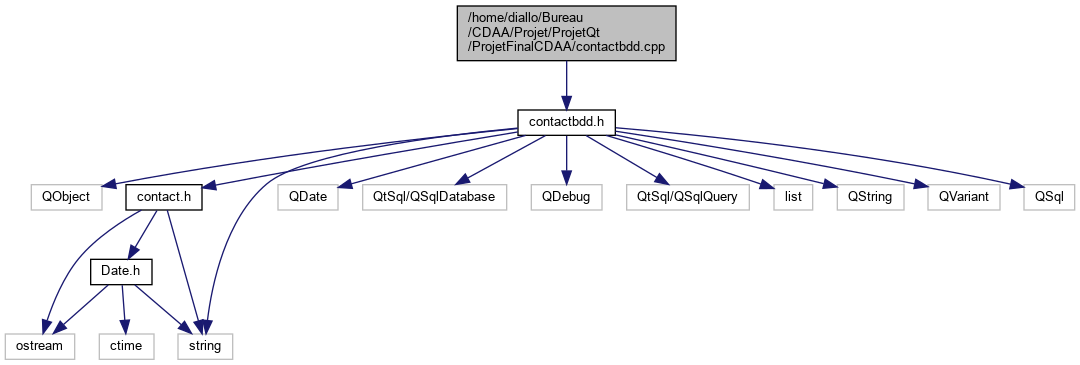 /home/diallo/Bureau
/CDAA/Projet/ProjetQt
/ProjetFinalCDAA/contactbdd.cpp
contactbdd.h
QObject
contact.h
QDate
QtSql/QSqlDatabase
QDebug
QtSql/QSqlQuery
list
QString
QVariant
QSql
Date.h
ostream
ctime
string